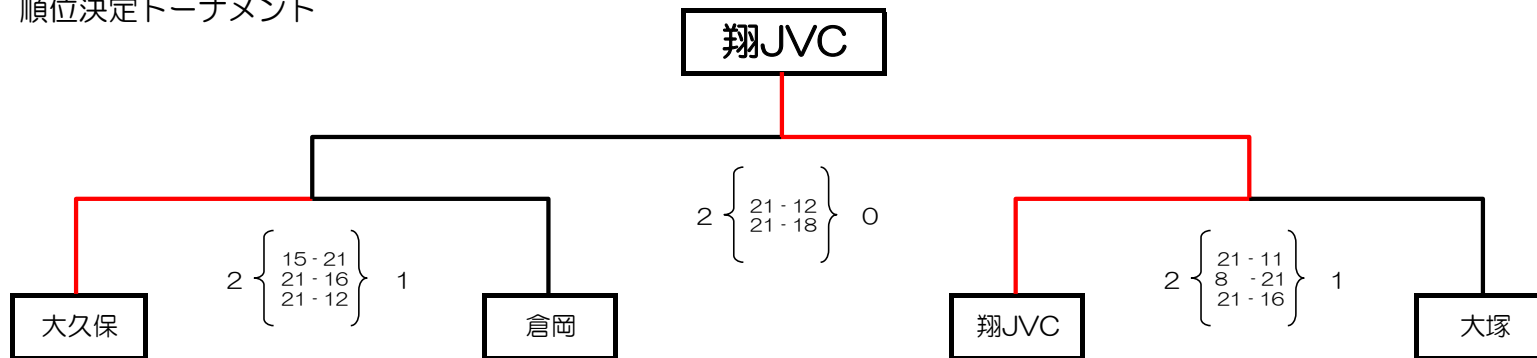 順位決定トーナメント
翔JVC
2 21 - 12 0
21 - 18
2 15 - 21 1
21 - 16
21 - 12
2 21 - 11 1
8 - 21
21 - 16
大久保
倉岡
翔JVC
大塚